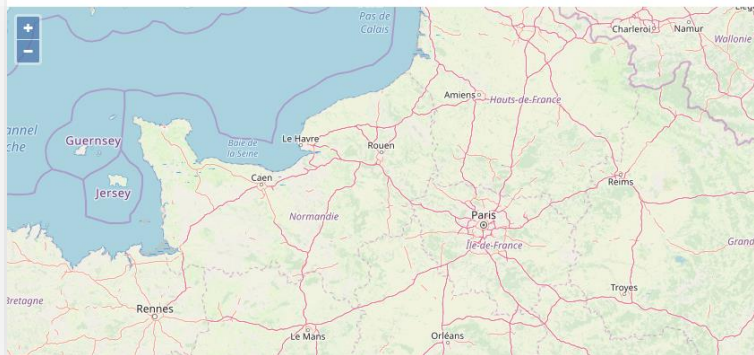 +
−
Pas de
Calais
Charleroi
Namur
Wallonie
Amiens
Hauts-de-France
Guernsey
Baie de
la Seine
Le Havre
Rouen
Jersey
Caen
Reims
Normandie
Paris
Île-de-France
Grand
Bretagne
Rennes
Troyes
Le Mans
Orléans